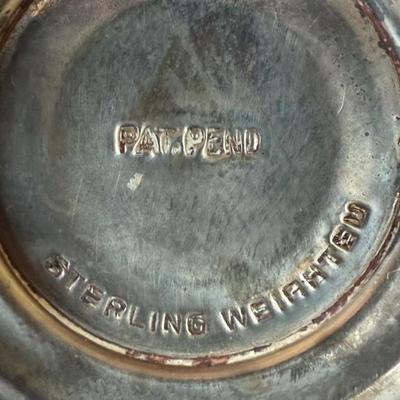 PAT. PEND.
STERLING WEIGHTED